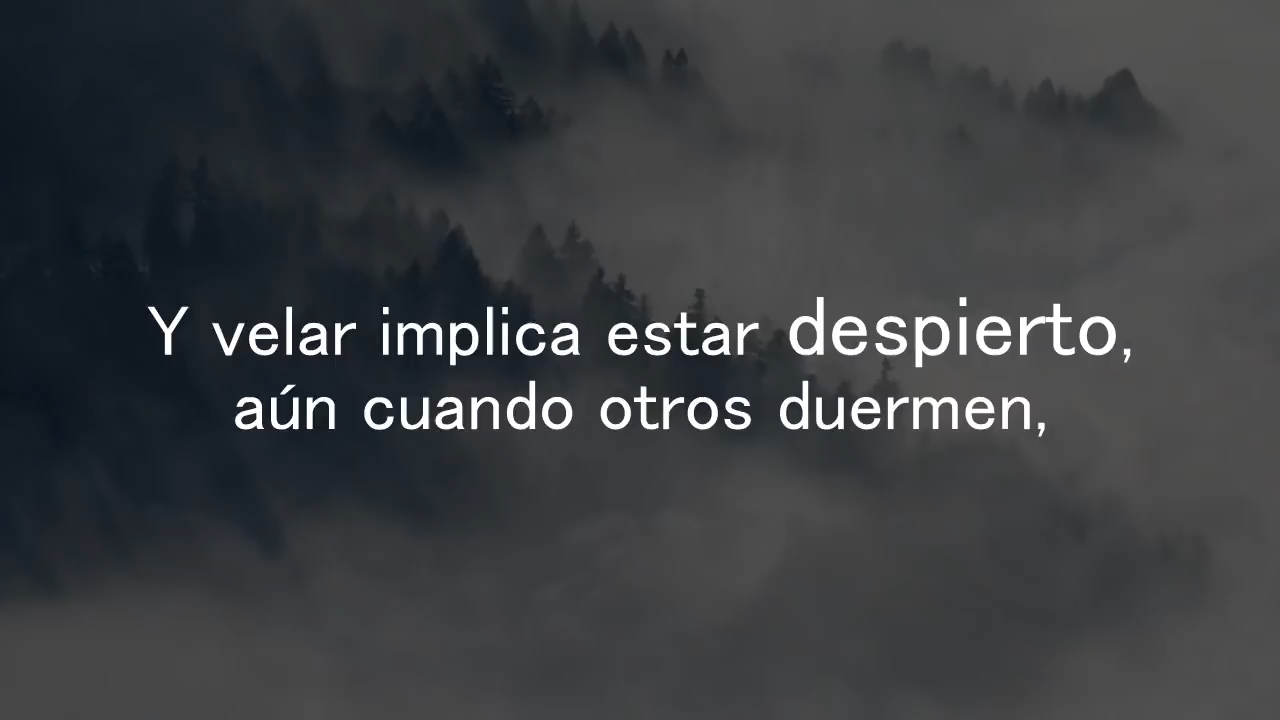 Y velar implica estar despierto,
aún cuando otros duermen,